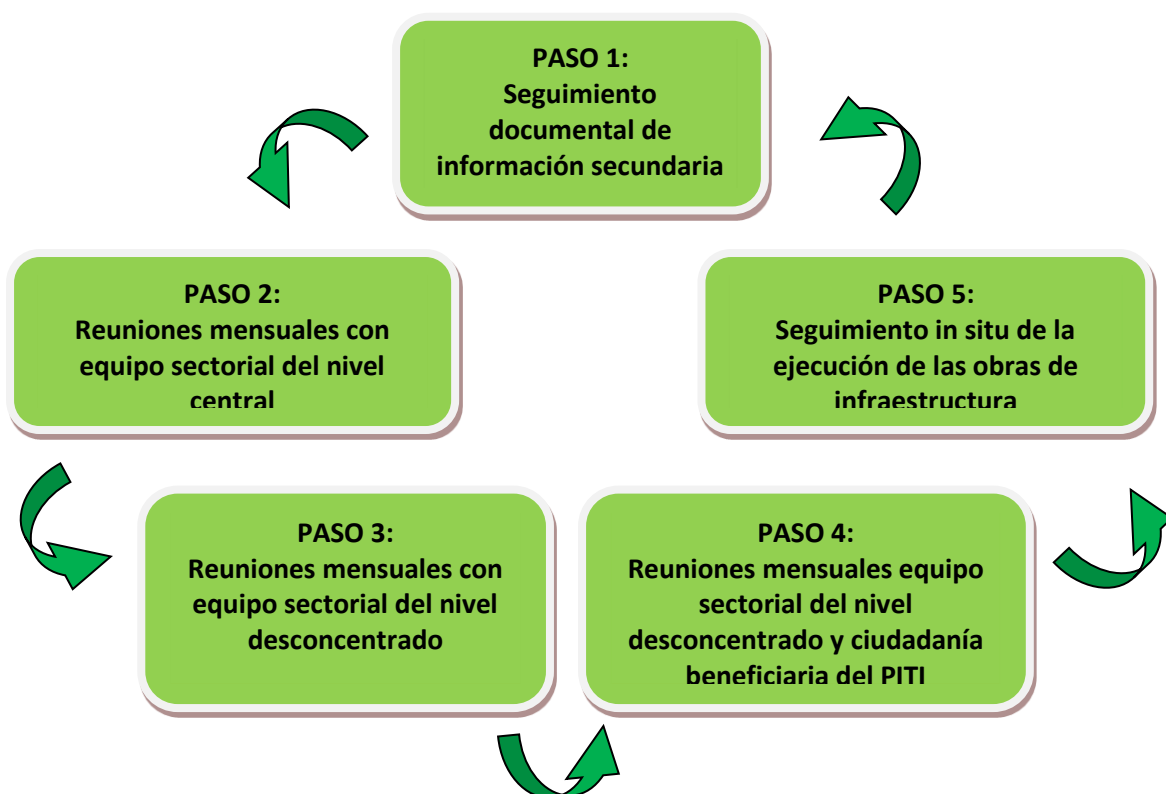 PASO 1:
Seguimiento
documental de
información secundaria
PASO 2:
Reuniones mensuales con
equipo sectorial del nivel
central
PASO 3:
Reuniones mensuales con
equipo sectorial del nivel
desconcentrado
PASO 4:
Reuniones mensuales equipo
sectorial del nivel
desconcentrado y ciudadanía
beneficiaria del PITI
PASO 5:
Seguimiento in situ de la
ejecución de las obras de
infraestructura